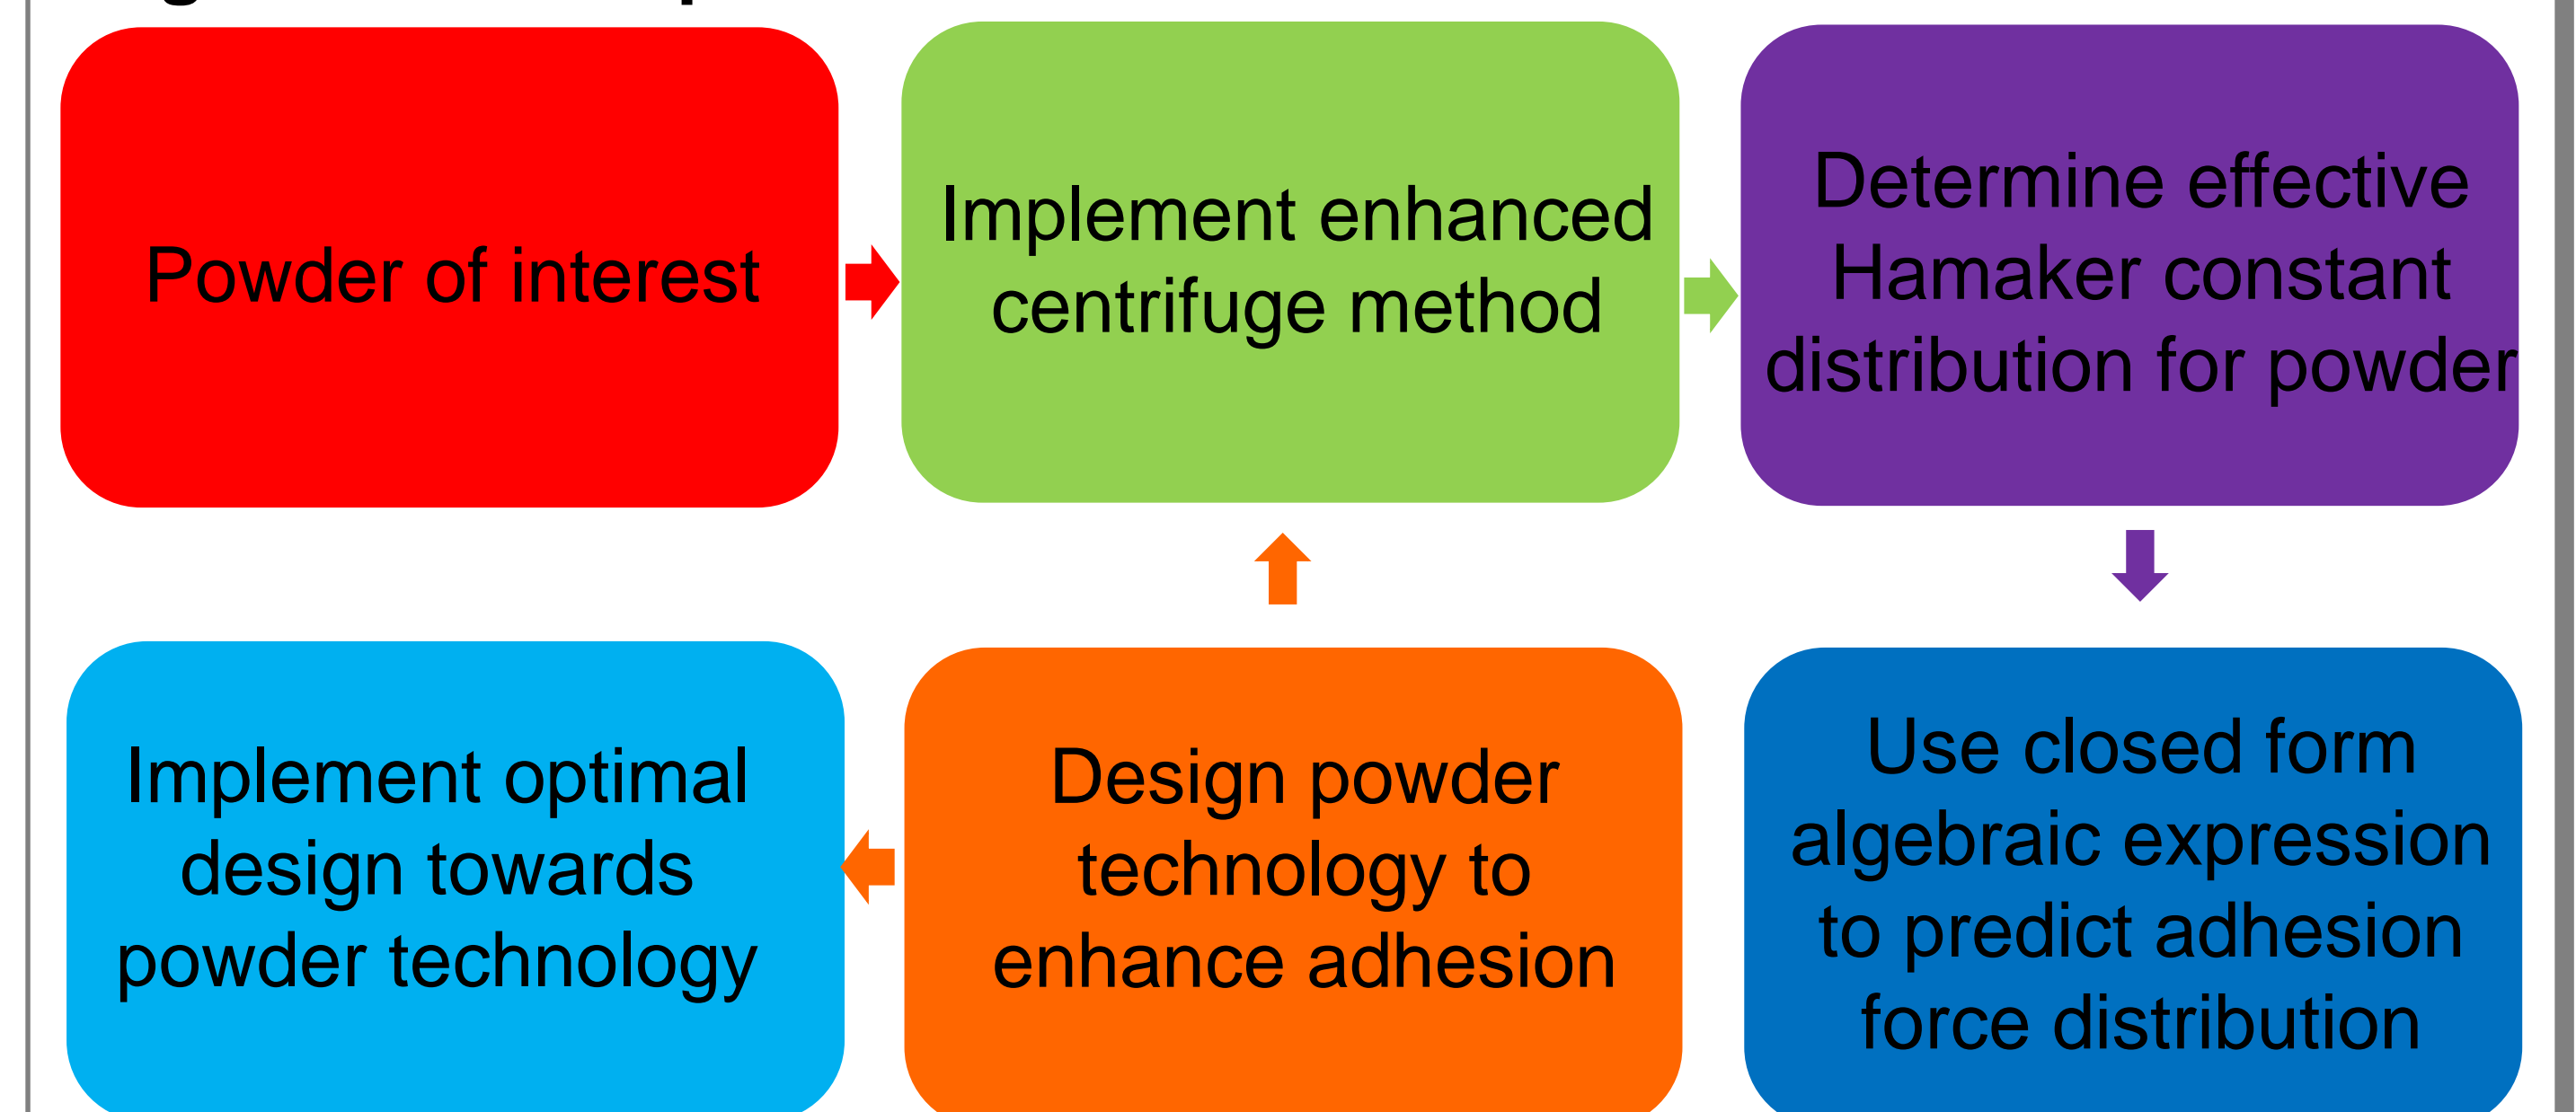 Powder of interest
Implement enhanced
centrifuge method
Determine effective
Hamaker constant
distribution for powder
Implement optimal
design towards
powder technology
Design powder
technology to
enhance adhesion
Use closed form
algebraic expression
to predict adhesion
force distribution